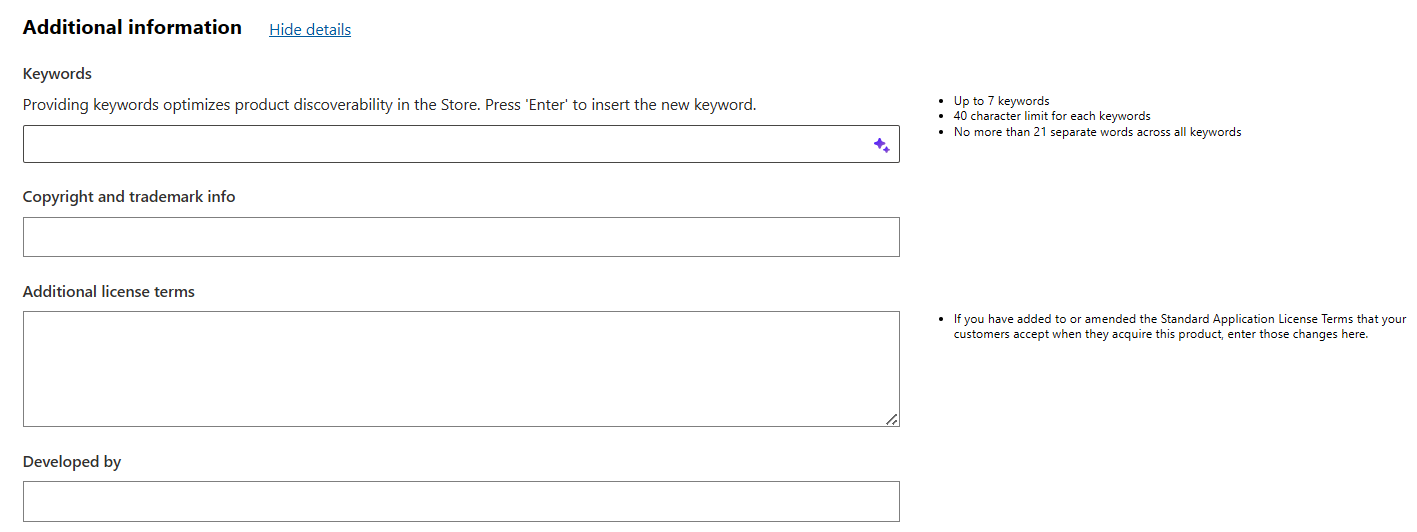 Additional information Hide details
Keywords
Providing keywords optimizes product discoverability in the Store. Press 'Enter' to insert the new keyword.
• Up to 7 keywords
• 40 character limit for each keywords
• No more than 21 separate words across all keywords
Copyright and trademark info
Additional license terms
• If you have added to or amended the Standard Application License Terms that your
customers accept when they acquire this product, enter those changes here.
Developed by